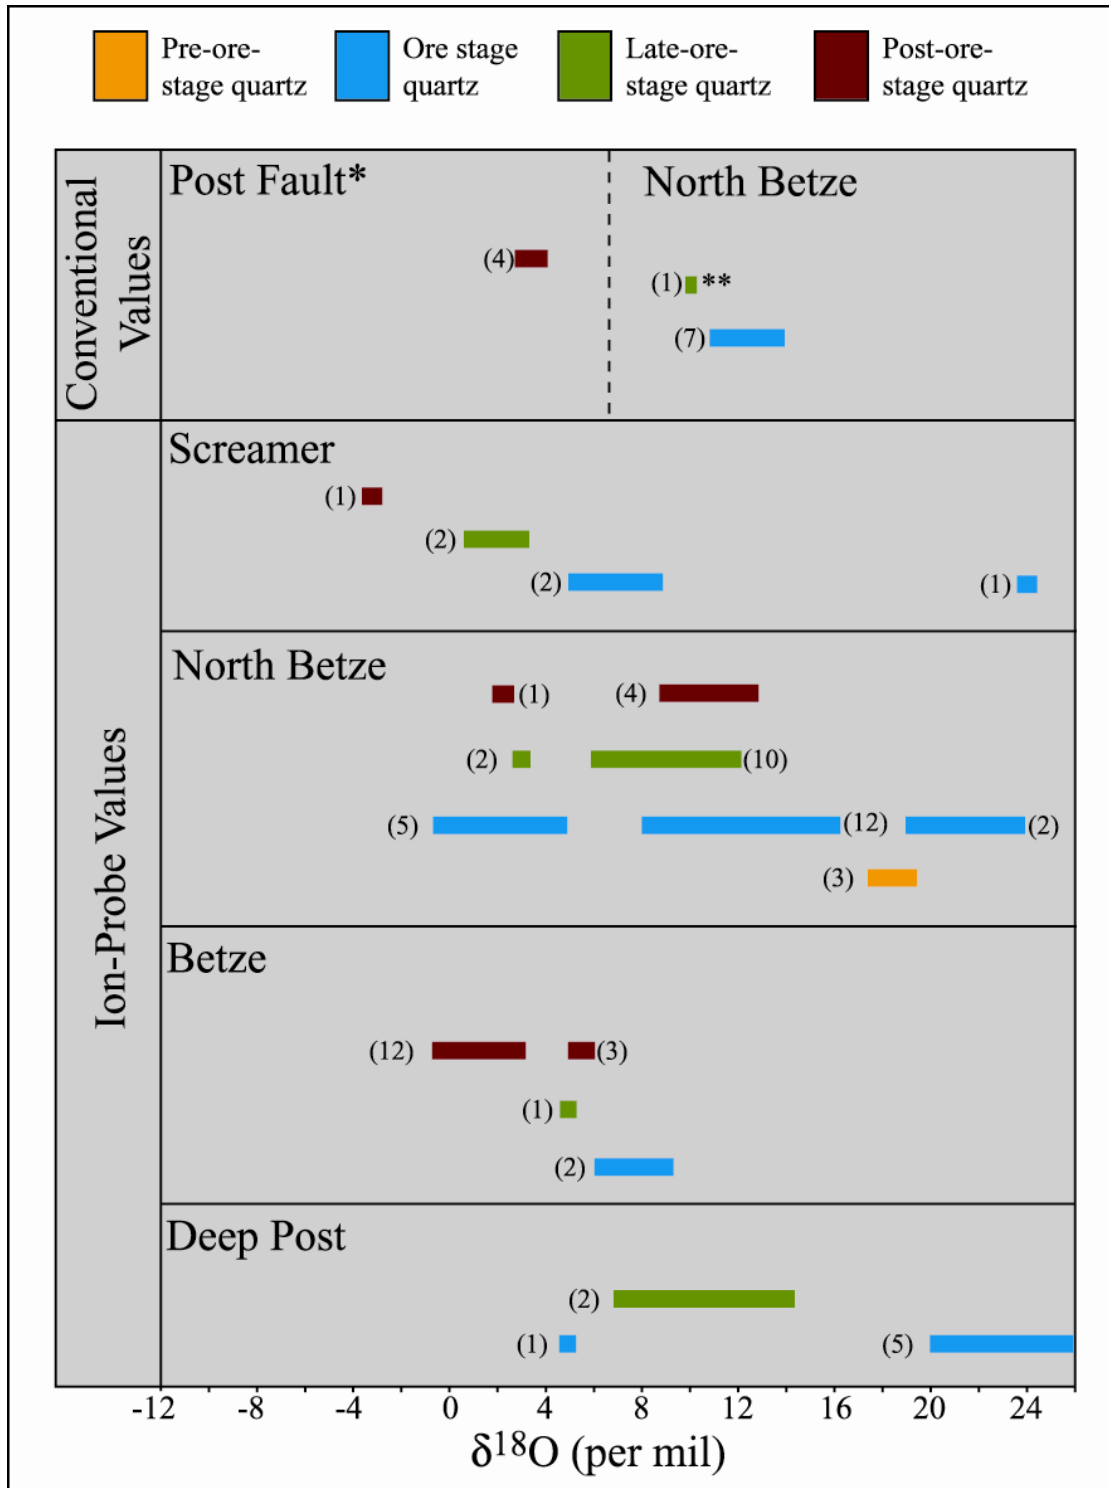 Pre-ore-
stage quartz
Ore stage
quartz
Late-ore-
stage quartz
Post-ore-
stage quartz
Conventional
Values
Post Fault*
North Betze
(4)
(1)
**
(7)
Ion-Probe Values
Screamer
(1)
(2)
(2)
(1)
North Betze
(1)
(4)
(2)
(10)
(5)
(12)
(2)
(3)
Betze
(12)
(3)
(1)
(2)
Deep Post
(2)
(1)
(5)
-12 -8 -4 0 4 8 12 16 20 24
δ¹⁸O (per mil)